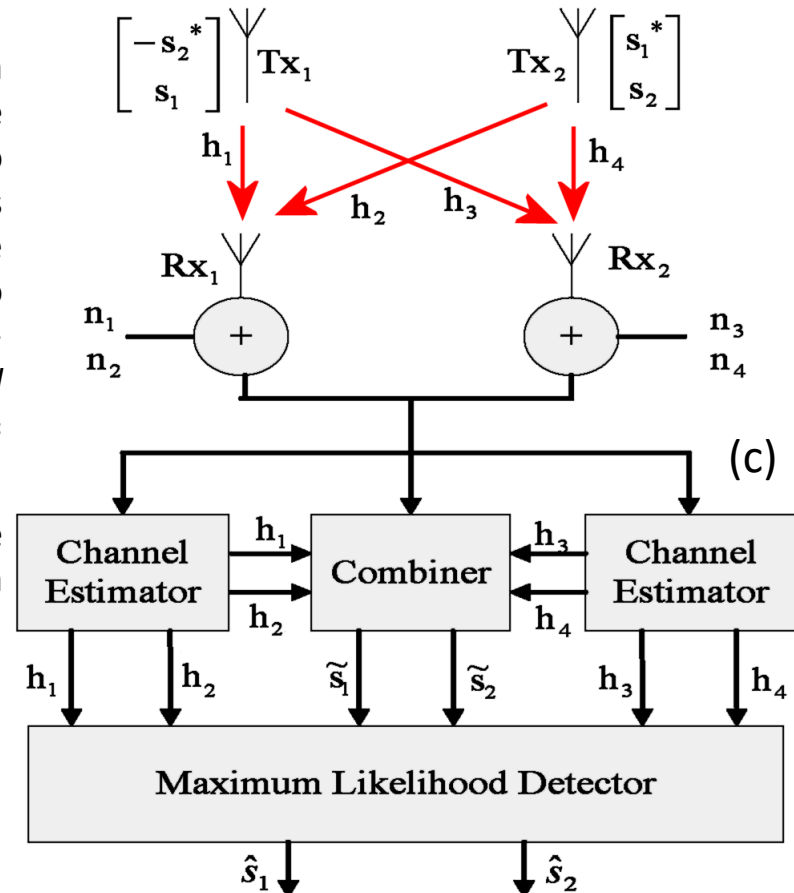 [-s₂* s₁] Tx₁ Tx₂ [s₁* s₂]
h₁ h₂ h₃ h₄
Rx₁ Rx₂
n₁ + + n₃
n₂ n₄
(c)
Channel Estimator h₁ h₂ Combiner h₃ h₄ Channel Estimator
h₁ h₂ s̃₁ s̃₂ h₃ h₄
Maximum Likelihood Detector
ŝ₁ ŝ₂